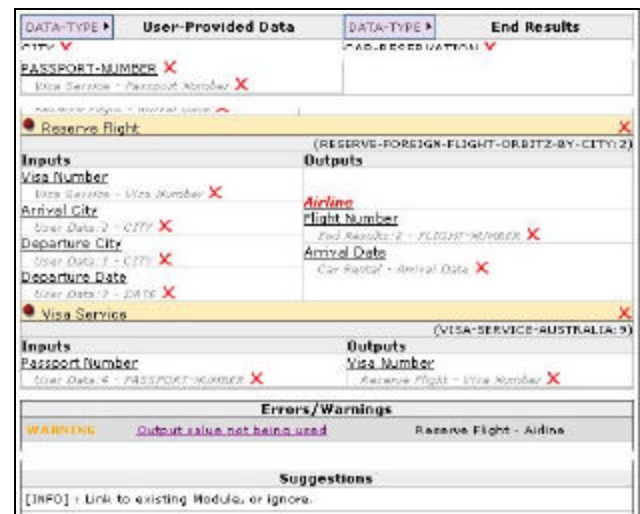 DATA-TYPE User-Provided Data DATA-TYPE End Results
CITY X CAR-RESERVATION X
PASSPORT-NUMBER X
Visa Service - Passport Number X
Reserve Flight - Arrival Date X
Reserve Flight X
(RESERVE-FOREIGN-FLIGHT-ORBITZ-BY-CITY: 2)
Inputs Outputs
Visa Number
Visa Service - Visa Number X
Airline
Arrival City Flight Number
User Data: 2 - CITY X End Results: 2 - FLIGHT-NUMBER X
Departure City Arrival Date
User Data: 1 - CITY X Car Rental - Arrival Date X
Departure Date
User Data: - DATE X
Visa Service X
(VISA-SERVICE-AUSTRALIA: 9)
Inputs Outputs
Passport Number Visa Number
User Data: 4 - PASSPORT-NUMBER X Reserve Flight - Visa Number X
Errors/Warnings
WARNING Output value not being used Reserve Flight - Airline
Suggestions
[INFO] : Link to existing Module, or ignore.